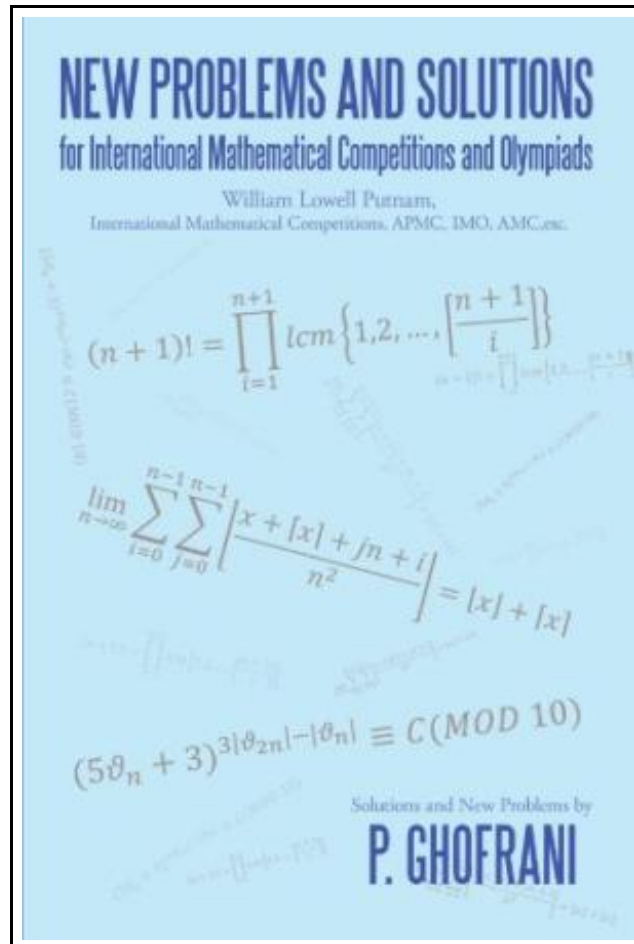 NEW PROBLEMS AND SOLUTIONS
for International Mathematical Competitions and Olympiads
William Lowell Putnam,
International Mathematical Competitions, APMC, IMO, AMC,etc.
(n + 1)! = ∏_{i=1}^{n+1} lcm{1,2, ..., [(n + 1)/i]}
lim_{n→∞} ∑_{i=0}^{n-1} ∑_{j=0}^{n-1} ⌊(x + ⌈x⌉ + jn + i)/n²⌋ = ⌊x⌋ + ⌈x⌉
(5ϑ_n + 3)^{3|ϑ_{2n}|−|ϑ_n|} ≡ C(MOD 10)
Solutions and New Problems by
P. GHOFRANI